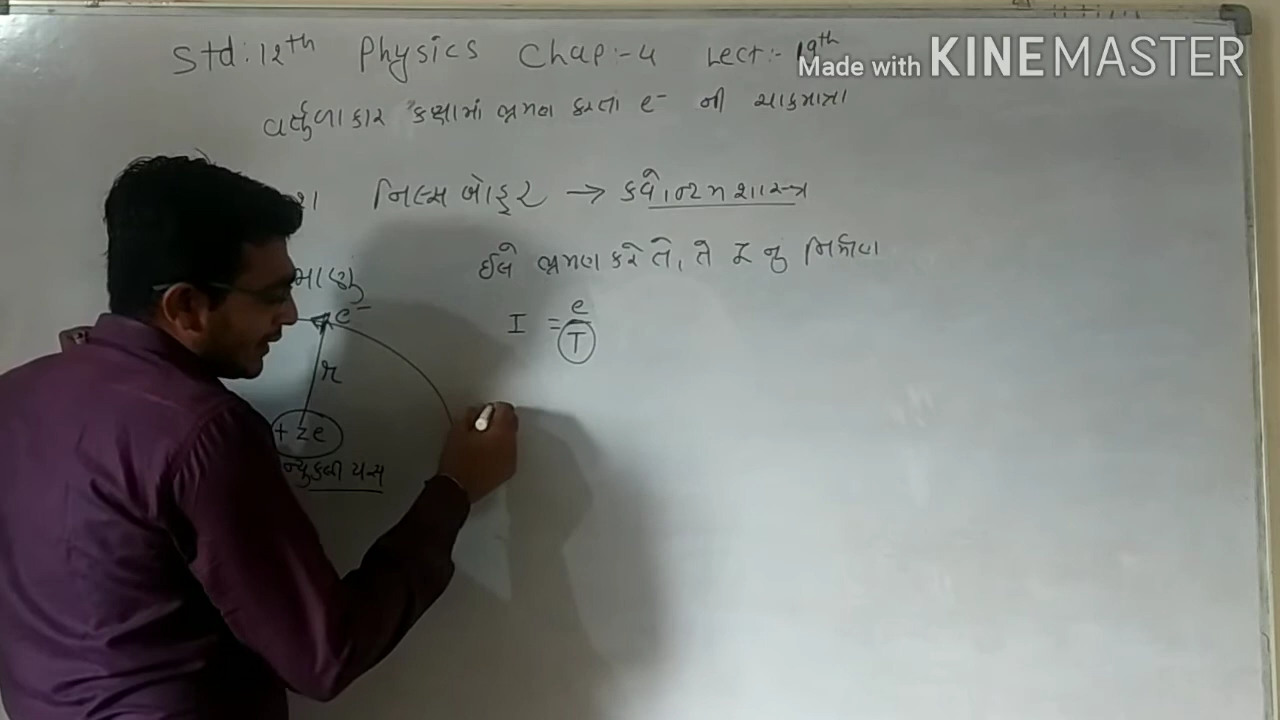 Std:12th Physics Chap:-4 Lect:- 19th
Made with KINEMASTER
વર્તુળાકાર કક્ષામાં ભ્રમણ કરતા e⁻ ની ચાકમાત્રા
નિલ્સ બોહર → ક્વોન્ટમ શાસ્ત્ર
ઈલે ભ્રમણ કરે તો, તે I નું નિર્માણ
e⁻
I = e/T
r
+ze
ન્યુક્લીયસ